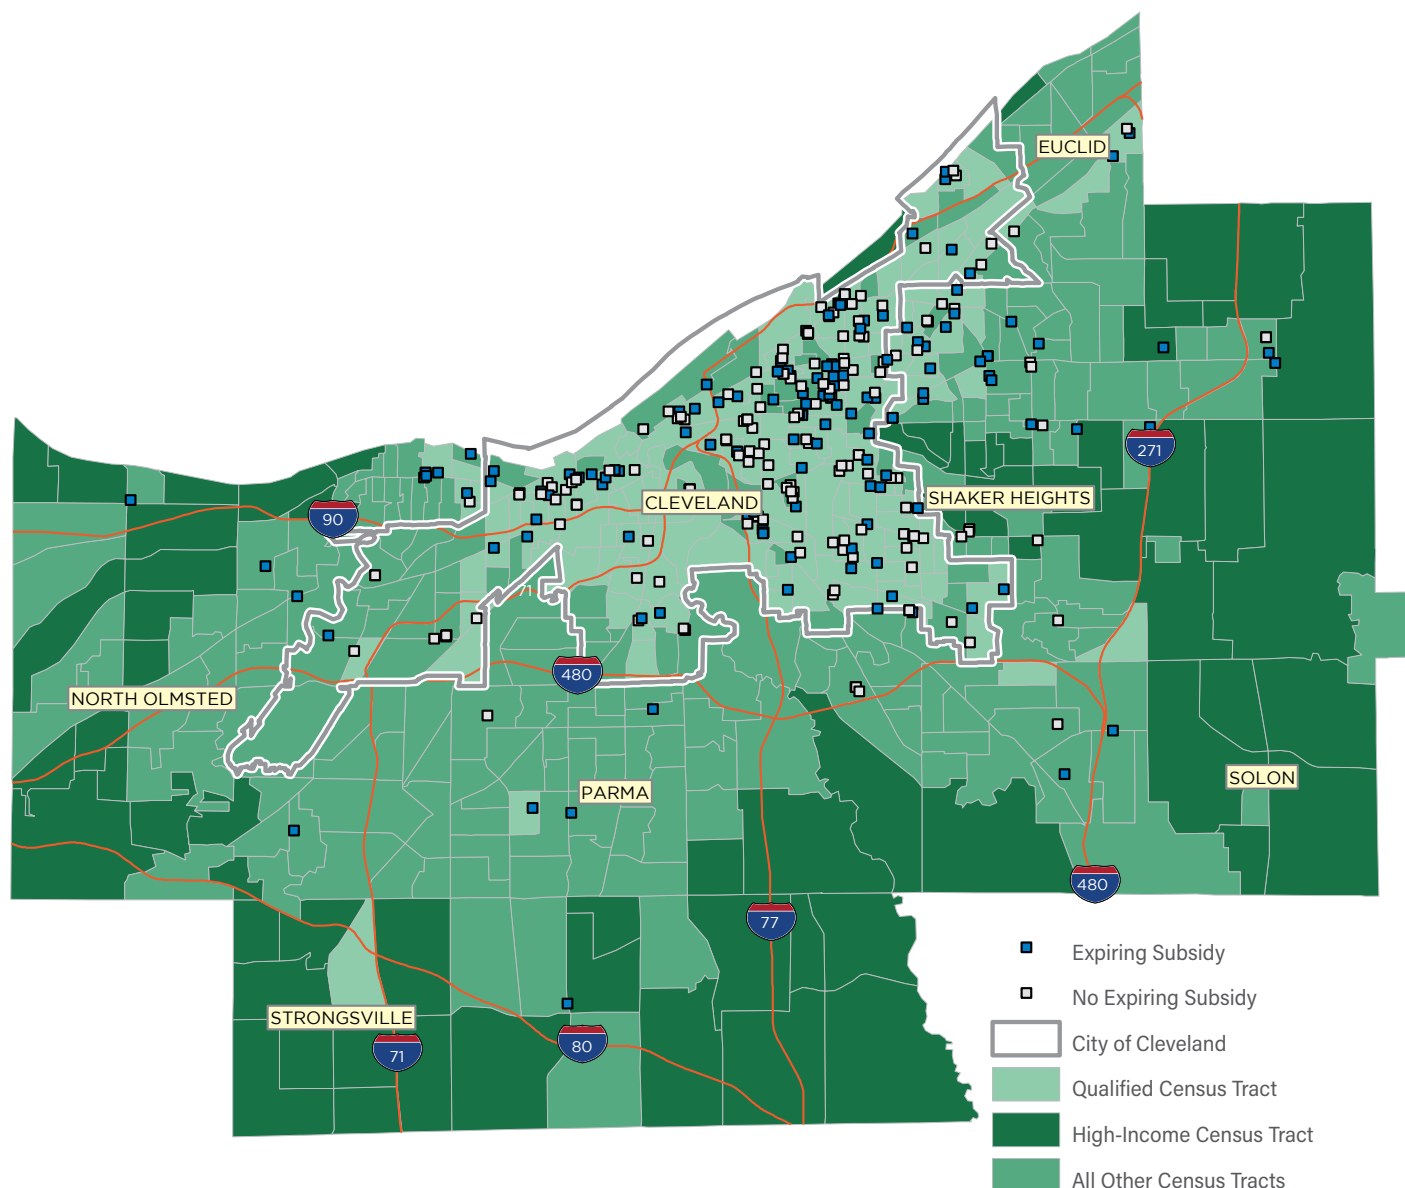 EUCLID
271
CLEVELAND
SHAKER HEIGHTS
90
71
480
NORTH OLMSTED
PARMA
SOLON
480
77
STRONGSVILLE
71
80
Expiring Subsidy
No Expiring Subsidy
City of Cleveland
Qualified Census Tract
High-Income Census Tract
All Other Census Tracts